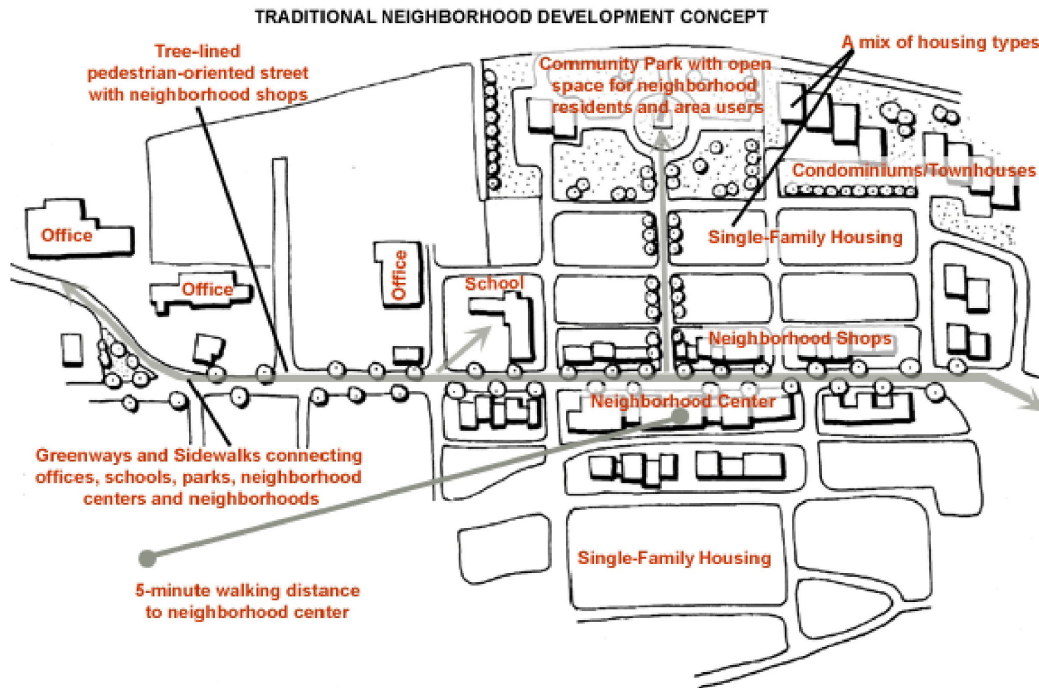 TRADITIONAL NEIGHBORHOOD DEVELOPMENT CONCEPT
Tree-lined
pedestrian-oriented street
with neighborhood shops
Community Park with open
space for neighborhood
residents and area users
A mix of housing types
Condominiums/Townhouses
Office
Office
Office
School
Single-Family Housing
Neighborhood Shops
Neighborhood Center
Greenways and Sidewalks connecting
offices, schools, parks, neighborhood
centers and neighborhoods
Single-Family Housing
5-minute walking distance
to neighborhood center